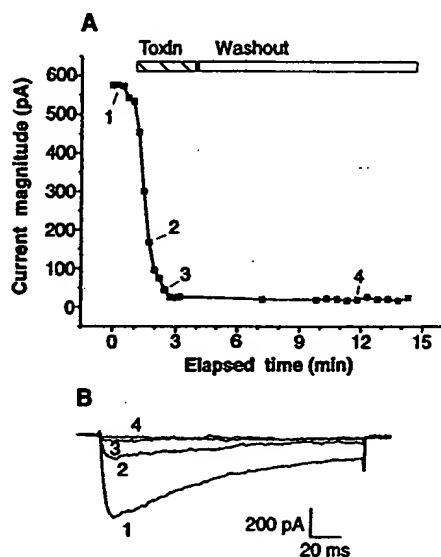 A
Toxin Washout
600
500
400
300
200
100
0
Current magnitude (pA)
1
2
3
4
0 3 6 9 12 15
Elapsed time (min)
B
4
3
2
1
200 pA
20 ms